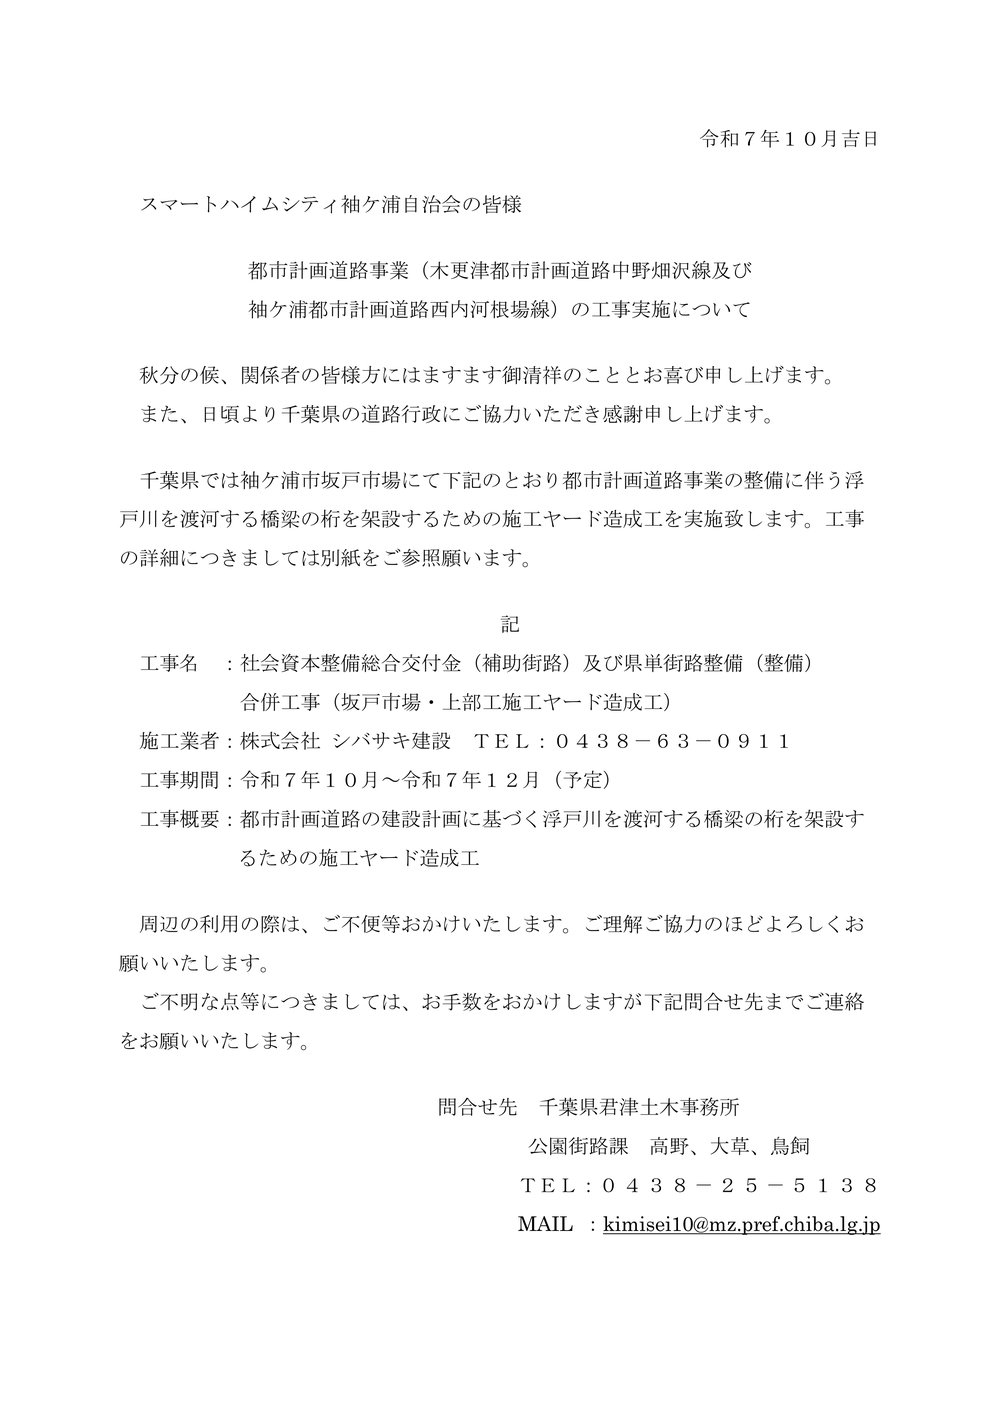 令和７年１０月吉日
スマートハイムシティ袖ケ浦自治会の皆様
都市計画道路事業（木更津都市計画道路中野畑沢線及び
袖ケ浦都市計画道路西内河根場線）の工事実施について
秋分の候、関係者の皆様方にはますます御清祥のこととお喜び申し上げます。
また、日頃より千葉県の道路行政にご協力いただき感謝申し上げます。
千葉県では袖ケ浦市坂戸市場にて下記のとおり都市計画道路事業の整備に伴う浮
戸川を渡河する橋梁の桁を架設するための施工ヤード造成工を実施致します。工事
の詳細につきましては別紙をご参照願います。
記
工事名　：社会資本整備総合交付金（補助街路）及び県単街路整備（整備）
合併工事（坂戸市場・上部工施工ヤード造成工）
施工業者：株式会社 シバサキ建設　ＴＥＬ：０４３８－６３－０９１１
工事期間：令和７年１０月～令和７年１２月（予定）
工事概要：都市計画道路の建設計画に基づく浮戸川を渡河する橋梁の桁を架設す
るための施工ヤード造成工
周辺の利用の際は、ご不便等おかけいたします。ご理解ご協力のほどよろしくお
願いいたします。
ご不明な点等につきましては、お手数をおかけしますが下記問合せ先までご連絡
をお願いいたします。
問合せ先　千葉県君津土木事務所
公園街路課　高野、大草、鳥飼
ＴＥＬ：０４３８－２５－５１３８
MAIL ：kimisei10@mz.pref.chiba.lg.jp